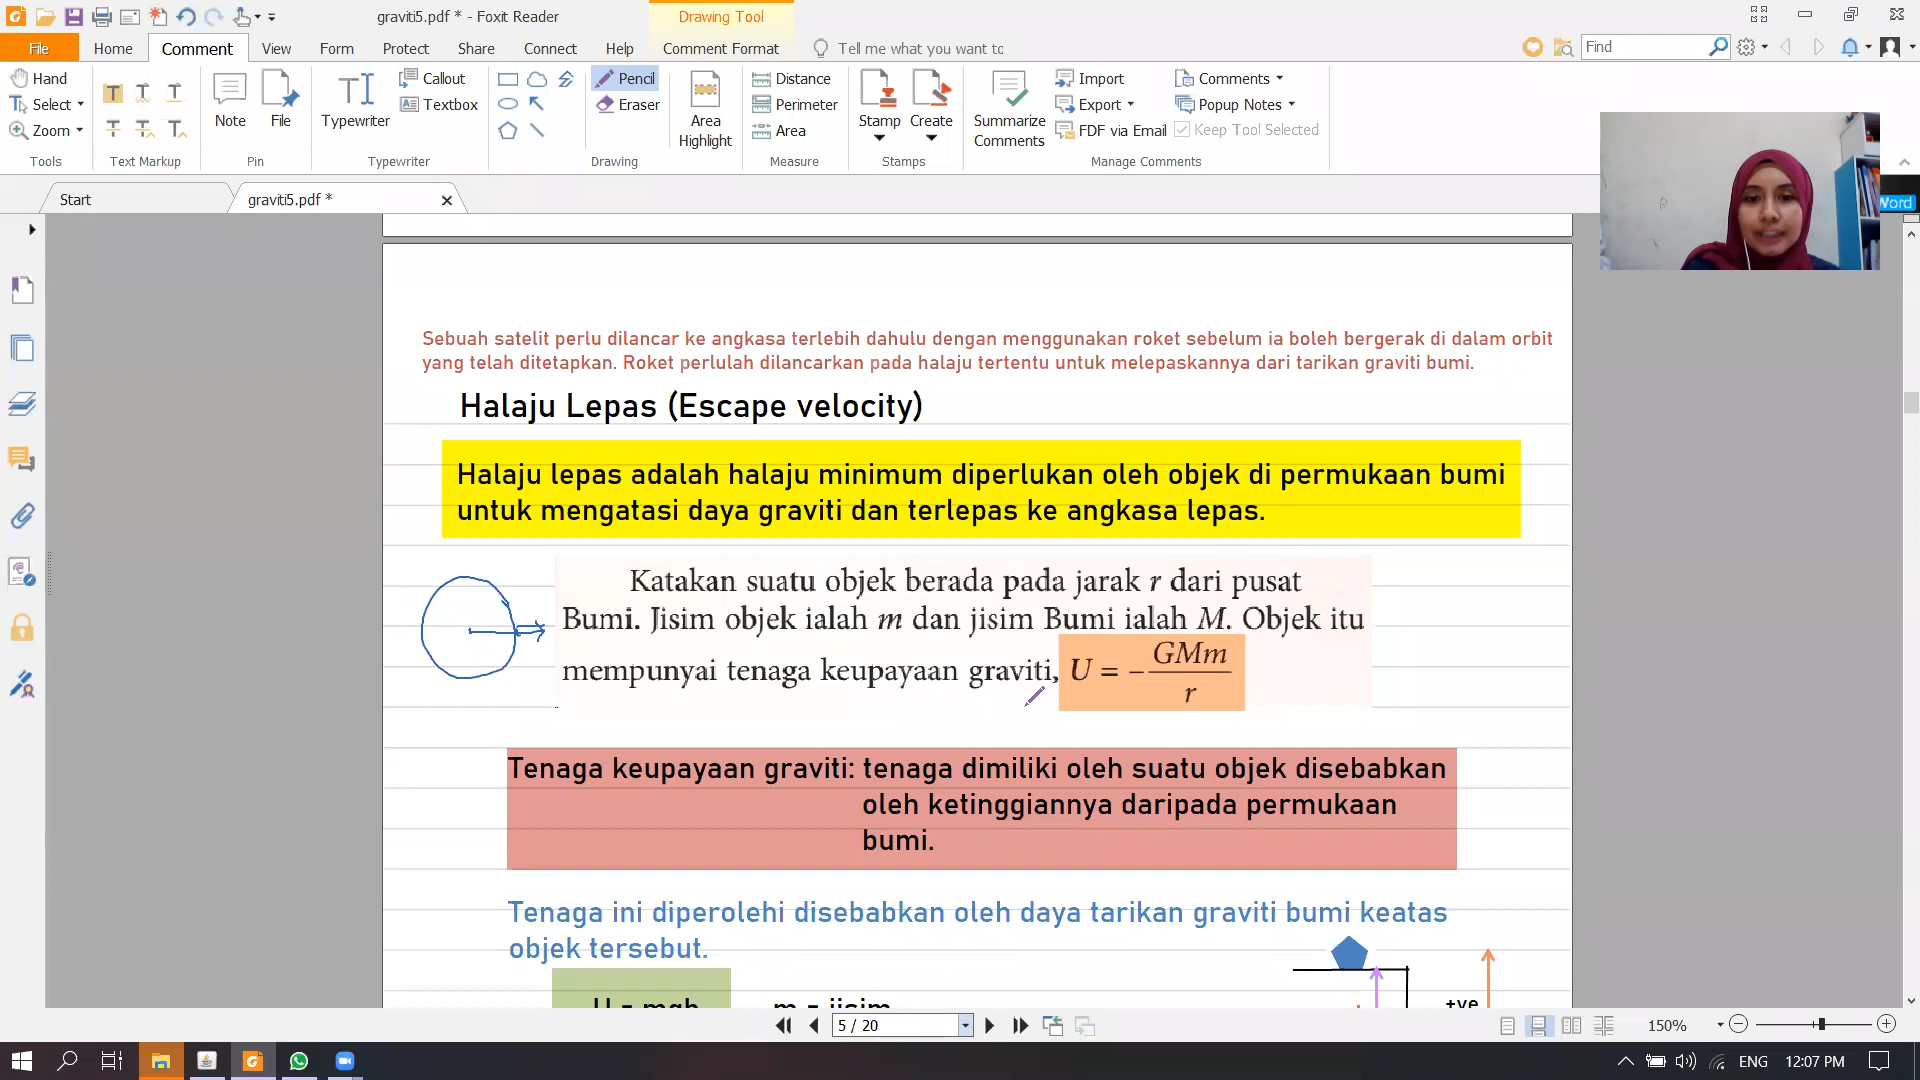 graviti5.pdf * - Foxit Reader
Drawing Tool
File
Home
Comment
View
Form
Protect
Share
Connect
Help
Comment Format
Tell me what you want to
Find
Hand
Select
Zoom
Tools
Text Markup
Note
File
Pin
Typewriter
Callout
Textbox
Typewriter
Pencil
Eraser
Drawing
Area
Highlight
Distance
Perimeter
Area
Measure
Stamp
Create
Stamps
Summarize
Comments
Import
Export
FDF via Email
Comments
Popup Notes
Keep Tool Selected
Manage Comments
Start
graviti5.pdf *
Word
Sebuah satelit perlu dilancar ke angkasa terlebih dahulu dengan menggunakan roket sebelum ia boleh bergerak di dalam orbit
yang telah ditetapkan. Roket perlulah dilancarkan pada halaju tertentu untuk melepaskannya dari tarikan graviti bumi.
Halaju Lepas (Escape velocity)
Halaju lepas adalah halaju minimum diperlukan oleh objek di permukaan bumi
untuk mengatasi daya graviti dan terlepas ke angkasa lepas.
Katakan suatu objek berada pada jarak r dari pusat
Bumi. Jisim objek ialah m dan jisim Bumi ialah M. Objek itu
mempunyai tenaga keupayaan graviti, U = - GMm / r
Tenaga keupayaan graviti: tenaga dimiliki oleh suatu objek disebabkan
oleh ketinggiannya daripada permukaan
bumi.
Tenaga ini diperolehi disebabkan oleh daya tarikan graviti bumi keatas
objek tersebut.
U = mgh
m = jisim
+ve
5 / 20
150%
ENG
12:07 PM